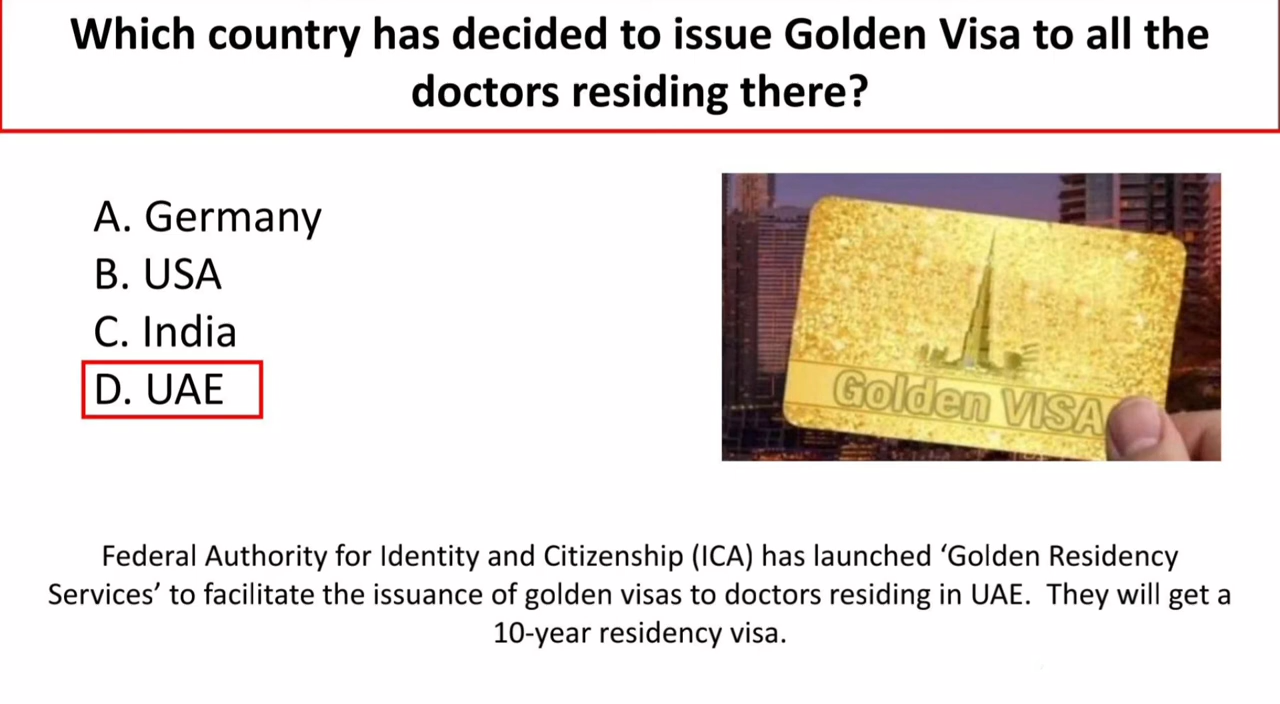 Which country has decided to issue Golden Visa to all the
doctors residing there?
A. Germany
B. USA
C. India
D. UAE
Golden VISA
Federal Authority for Identity and Citizenship (ICA) has launched ‘Golden Residency
Services’ to facilitate the issuance of golden visas to doctors residing in UAE.  They will get a
10-year residency visa.